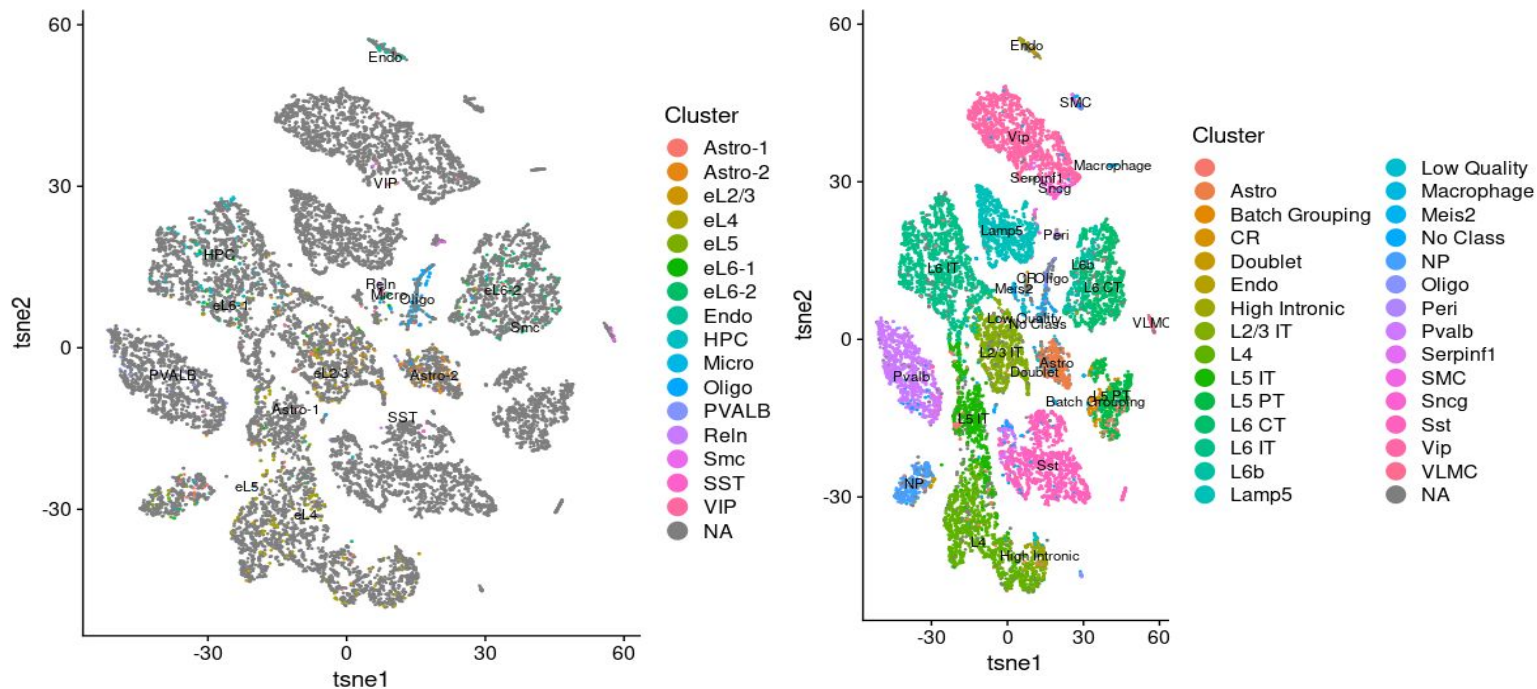 60
30
0
-30
tsne2
-30
0
30
60
tsne1
Endo
VIP
HPC
Reln
Micro
Oligo
eL6-1
eL6-2
Smc
PVALB
eL2/3
Astro-2
Astro-1
SST
eL5
eL4
Cluster
Astro-1
Astro-2
eL2/3
eL4
eL5
eL6-1
eL6-2
Endo
HPC
Micro
Oligo
PVALB
Reln
Smc
SST
VIP
NA
60
30
0
-30
tsne2
-30
0
30
60
tsne1
Endo
SMC
Vip
Macrophage
Serpinf1
Sncg
Lamp5
Peri
L6 IT
L6b
CR
Oligo
Meis2
L6 CT
Low Quality
No Class
VLMC
L2/3 IT
Astro
Doublet
Pvalb
L5 PT
Batch Grouping
L5 IT
Sst
NP
L4
High Intronic
Cluster
Astro
Batch Grouping
CR
Doublet
Endo
High Intronic
L2/3 IT
L4
L5 IT
L5 PT
L6 CT
L6 IT
L6b
Lamp5
Low Quality
Macrophage
Meis2
No Class
NP
Oligo
Peri
Pvalb
Serpinf1
SMC
Sncg
Sst
Vip
VLMC
NA